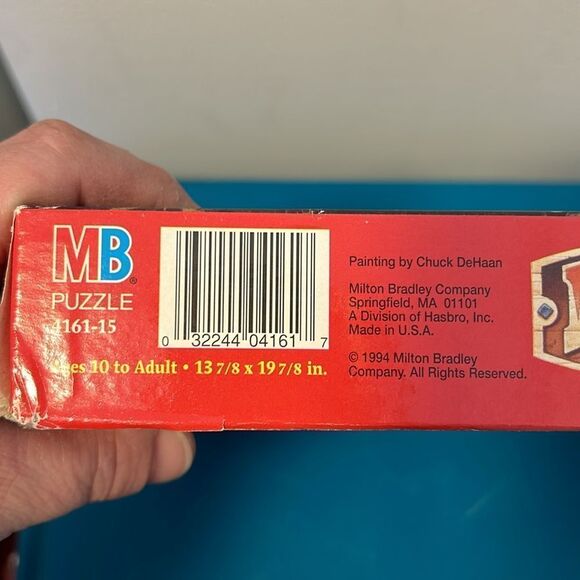 MB®
PUZZLE
4161-15
0 32244 04161 7
Ages 10 to Adult • 13 7/8 x 19 7/8 in.
Painting by Chuck DeHaan
Milton Bradley Company
Springfield, MA 01101
A Division of Hasbro, Inc.
Made in U.S.A.
© 1994 Milton Bradley
Company. All Rights Reserved.